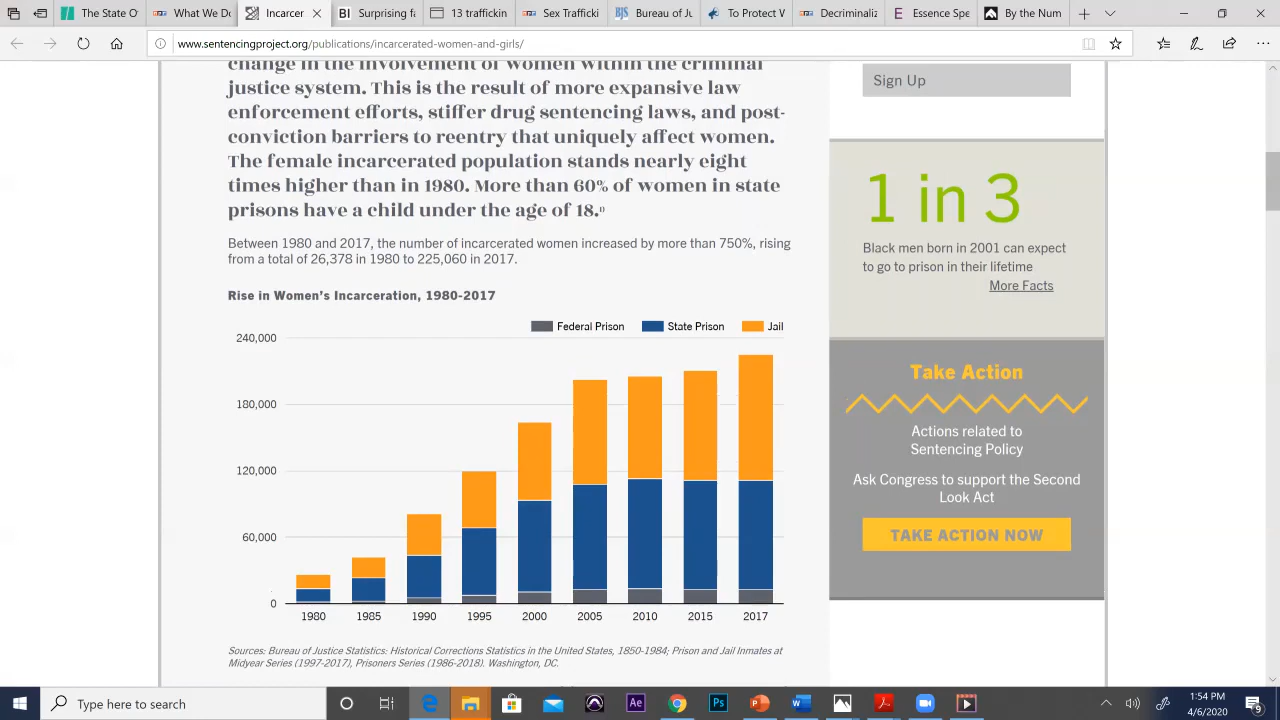 The State O
What We Do
Incarcer
Surprising fa
13 traffick
Sex Traffick
Bureau of Ju
To Protect V
Decriminali
Essence Spe
By the Num
www.sentencingproject.org/publications/incarcerated-women-and-girls/
change in the involvement of women within the criminal
justice system. This is the result of more expansive law
enforcement efforts, stiffer drug sentencing laws, and post-
conviction barriers to reentry that uniquely affect women.
The female incarcerated population stands nearly eight
times higher than in 1980. More than 60% of women in state
prisons have a child under the age of 18.1)
Between 1980 and 2017, the number of incarcerated women increased by more than 750%, rising
from a total of 26,378 in 1980 to 225,060 in 2017.
Rise in Women's Incarceration, 1980-2017
Federal Prison State Prison Jail
240,000
180,000
120,000
60,000
0
1980 1985 1990 1995 2000 2005 2010 2015 2017
Sources: Bureau of Justice Statistics: Historical Corrections Statistics in the United States, 1850-1984; Prison and Jail Inmates at
Midyear Series (1997-2017), Prisoners Series (1986-2018). Washington, DC.
Sign Up
1 in 3
Black men born in 2001 can expect
to go to prison in their lifetime
More Facts
Take Action
Actions related to
Sentencing Policy
Ask Congress to support the Second
Look Act
TAKE ACTION NOW
Type here to search
Ae
Ps
1:54 PM
4/6/2020